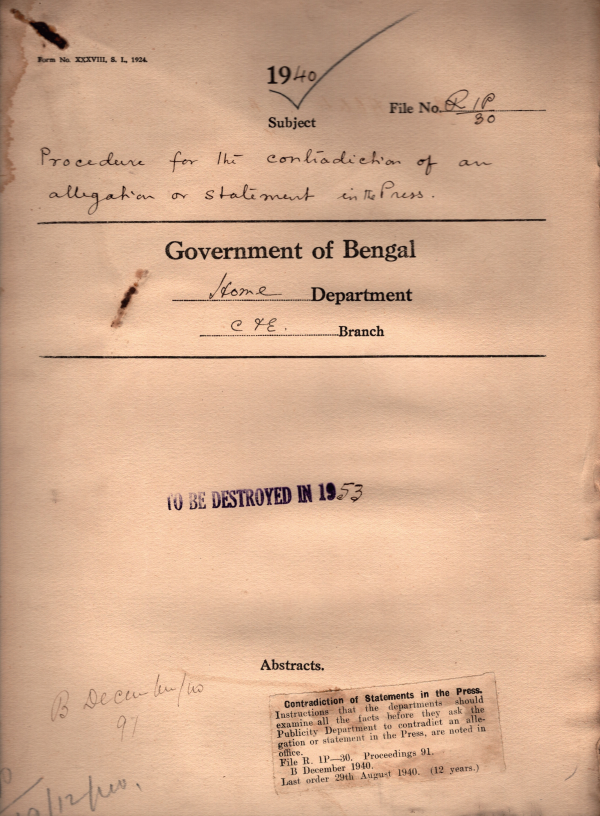 Form No. XXXVIII, S. I., 1924.
1940
File No. R 1P
30
Subject
Procedure for the contradiction of an
allegation or statement in the Press.
Government of Bengal
Home Department
C & E. Branch
TO BE DESTROYED IN 1953
Abstracts.
B December/40
97
Contradiction of Statements in the Press.
Instructions that the departments should
examine all the facts before they ask the
Publicity Department to contradict an alle-
gation or statement in the Press, are noted in
office.
File R. 1P—30. Proceedings 91.
B December 1940.
Last order 29th August 1940. (12 years.)